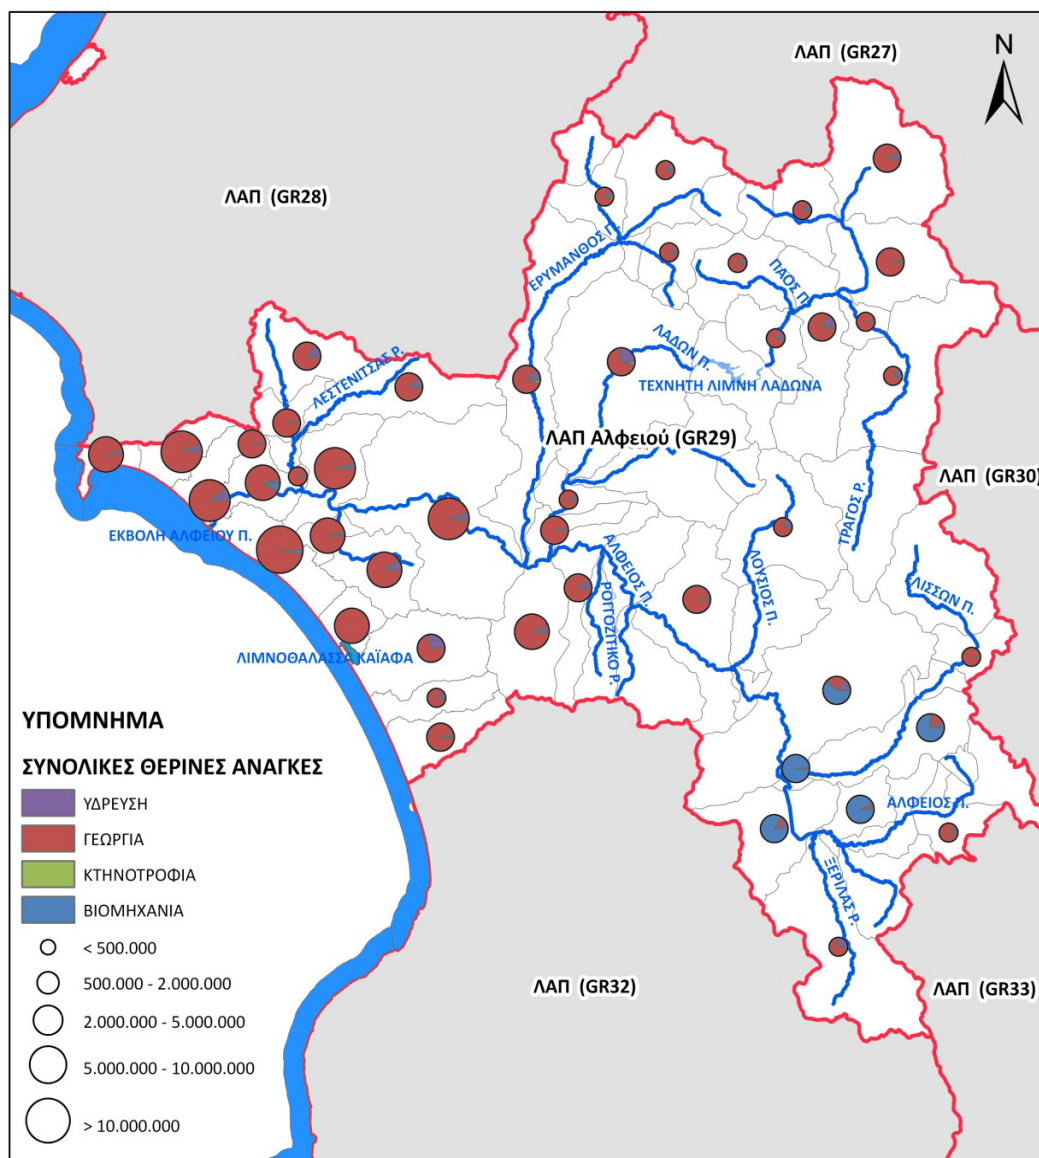 ΛΑΠ (GR27)
N
ΛΑΠ (GR28)
ΕΡΥΜΑΝΘΟΣ Π.
ΠΑΟΣ Π.
ΛΑΔΩΝ Π.
ΤΕΧΝΗΤΗ ΛΙΜΝΗ ΛΑΔΩΝΑ
ΛΕΣΤΕΝΙΤΣΑΣ Ρ.
ΛΑΠ Αλφειού (GR29)
ΛΑΠ (GR30)
ΤΡΑΓΟΣ Ρ.
ΕΚΒΟΛΗ ΑΛΦΕΙΟΥ Π.
ΑΛΦΕΙΟΣ Π.
ΛΟΥΣΙΟΣ Π.
ΛΙΣΣΩΝ Π.
ΡΟΓΓΟΖΙΤΙΚΟ Ρ.
ΛΙΜΝΟΘΑΛΑΣΣΑ ΚΑΪΑΦΑ
ΑΛΦΕΙΟΣ Π.
ΞΕΡΙΛΑΣ Ρ.
ΛΑΠ (GR32)
ΛΑΠ (GR33)
ΥΠΟΜΝΗΜΑ
ΣΥΝΟΛΙΚΕΣ ΘΕΡΙΝΕΣ ΑΝΑΓΚΕΣ
ΥΔΡΕΥΣΗ
ΓΕΩΡΓΙΑ
ΚΤΗΝΟΤΡΟΦΙΑ
ΒΙΟΜΗΧΑΝΙΑ
< 500.000
500.000 - 2.000.000
2.000.000 - 5.000.000
5.000.000 - 10.000.000
> 10.000.000